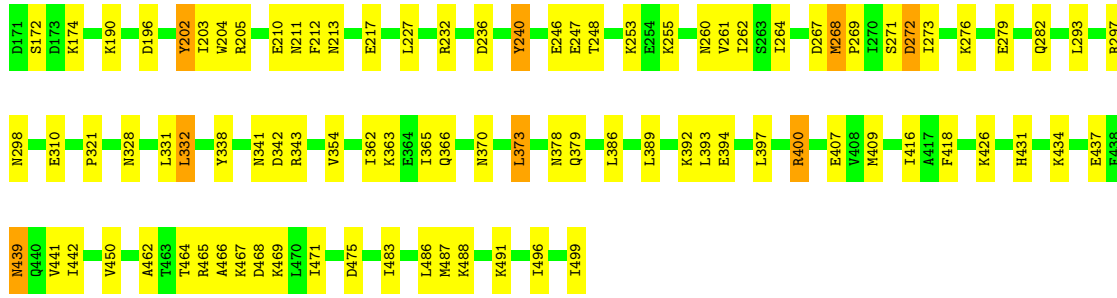 D171 S172 D173 K174 K190 D196 Y202 I203 W204 R205 E210 N211 F212 N213 E217 L227 R232 D236 Y240 E246 E247 T248 K253 E254 K255 N260 V261 I262 S263 I264 D267 M268 P269 I270 S271 D272 I273 K276 E279 Q282 L293 R297
N298 E310 P321 N328 L331 L332 Y338 N341 D342 R343 V354 I362 K363 E364 I365 Q366 N370 L373 N378 Q379 L386 L389 K392 L393 E394 L397 R400 E407 V408 M409 I416 A417 F418 K426 H431 K434 E437 E438
N439 Q440 V441 I442 V450 A462 T463 T464 R465 A466 K467 D468 K469 L470 I471 D475 I483 L486 M487 K488 K491 I496 I499